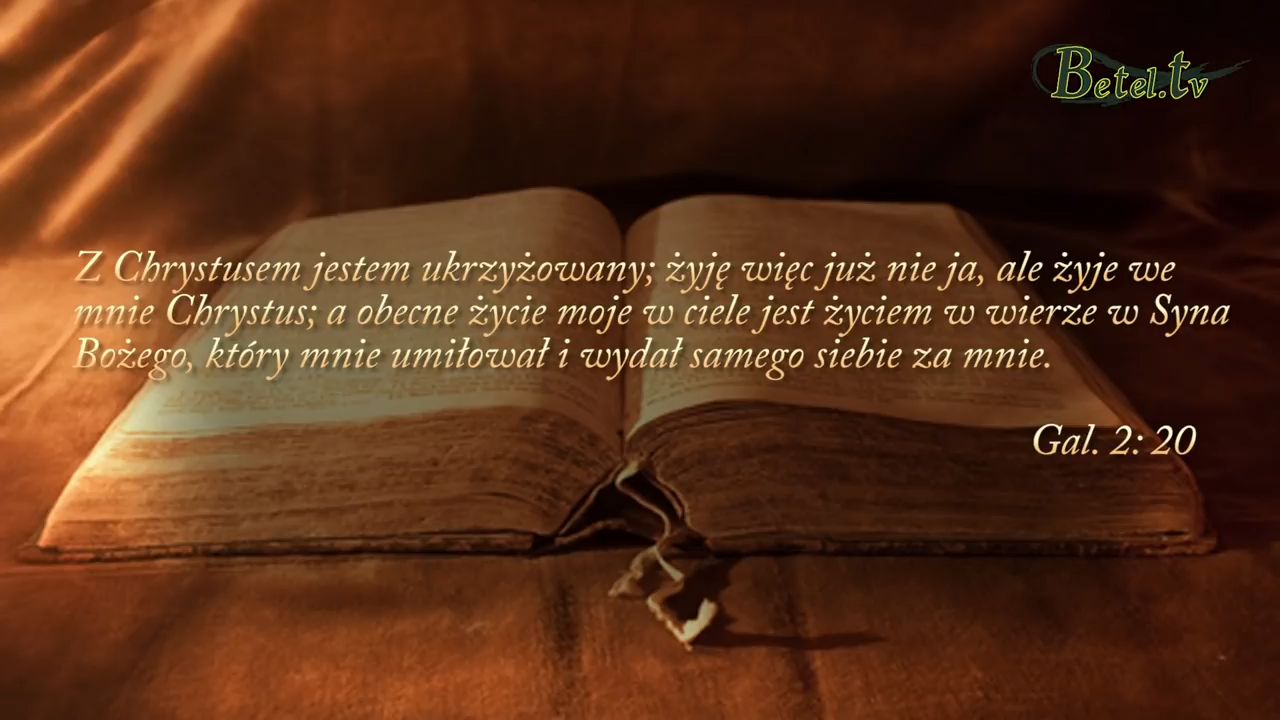 Betel.tv
Z Chrystusem jestem ukrzyżowany; żyję więc już nie ja, ale żyje we
mnie Chrystus; a obecne życie moje w ciele jest życiem w wierze w Syna
Bożego, który mnie umiłował i wydał samego siebie za mnie.
Gal. 2: 20